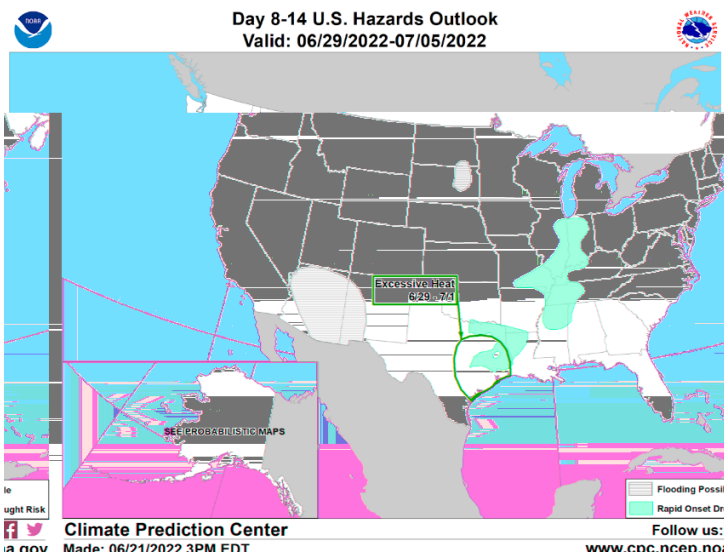 Day 8-14 U.S. Hazards Outlook
Valid: 06/29/2022-07/05/2022
NOAA
Excessive Heat
6/29 - 7/1
SEE PROBABILISTIC MAPS
le
ught Risk
Flooding Possi
Rapid Onset Dr
Climate Prediction Center
Follow us:
a.gov
Made: 06/21/2022 3PM EDT
www.cpc.ncep.noa